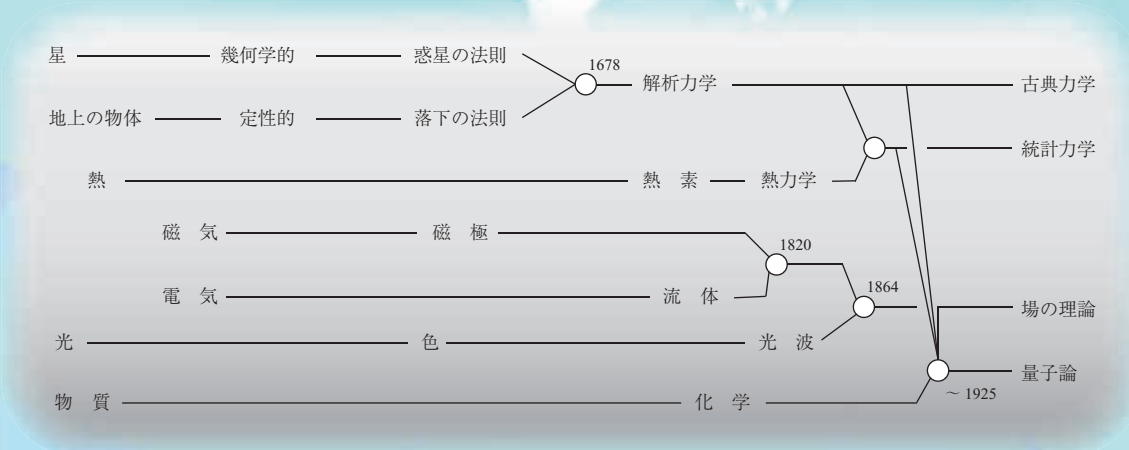 星 幾何学的 惑星の法則
1678
解析力学 古典力学
地上の物体 定性的 落下の法則
統計力学
熱 熱 素 熱力学
磁 気 磁 極
1820
電 気 流 体
1864
場の理論
光 色 光 波
量子論
～ 1925
物 質 化 学